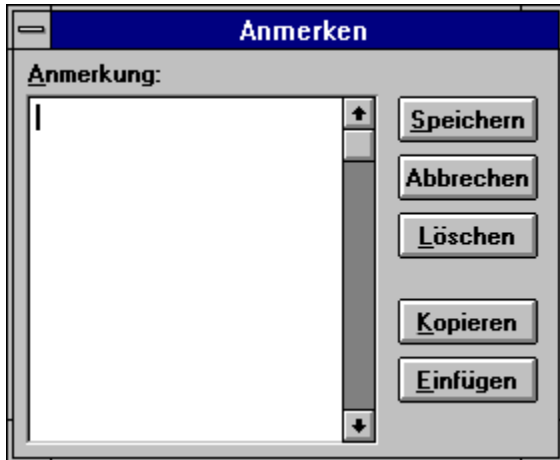 Anmerken
Anmerkung:
Speichern
Abbrechen
Löschen
Kopieren
Einfügen